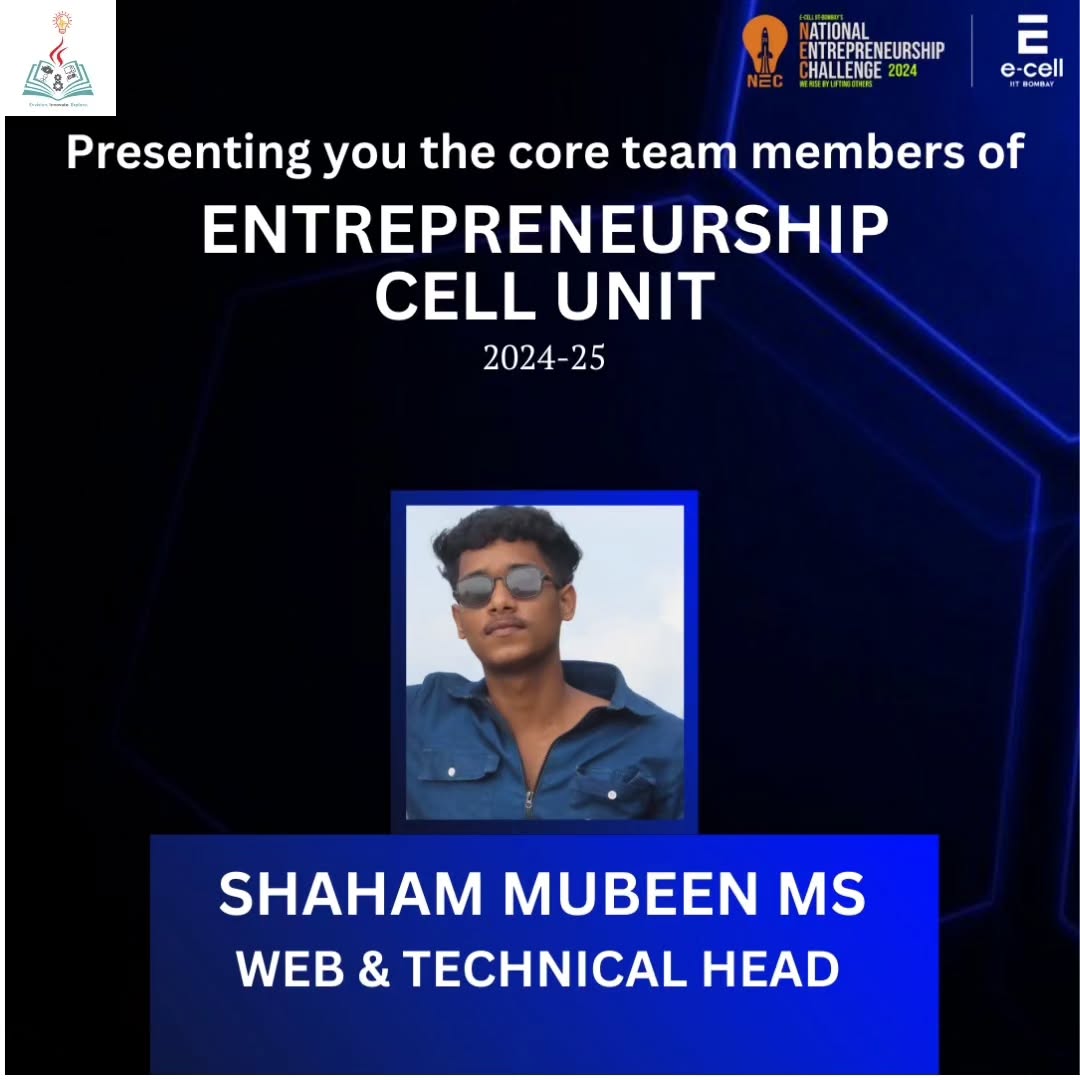 Envision. Innovate. Explore.
NEC
E-CELL IIT-BOMBAY'S
NATIONAL
ENTREPRENEURSHIP
CHALLENGE 2024
WE RISE BY LIFTING OTHERS
e-cell
IIT BOMBAY
Presenting you the core team members of
ENTREPRENEURSHIP
CELL UNIT
2024-25
SHAHAM MUBEEN MS
WEB & TECHNICAL HEAD